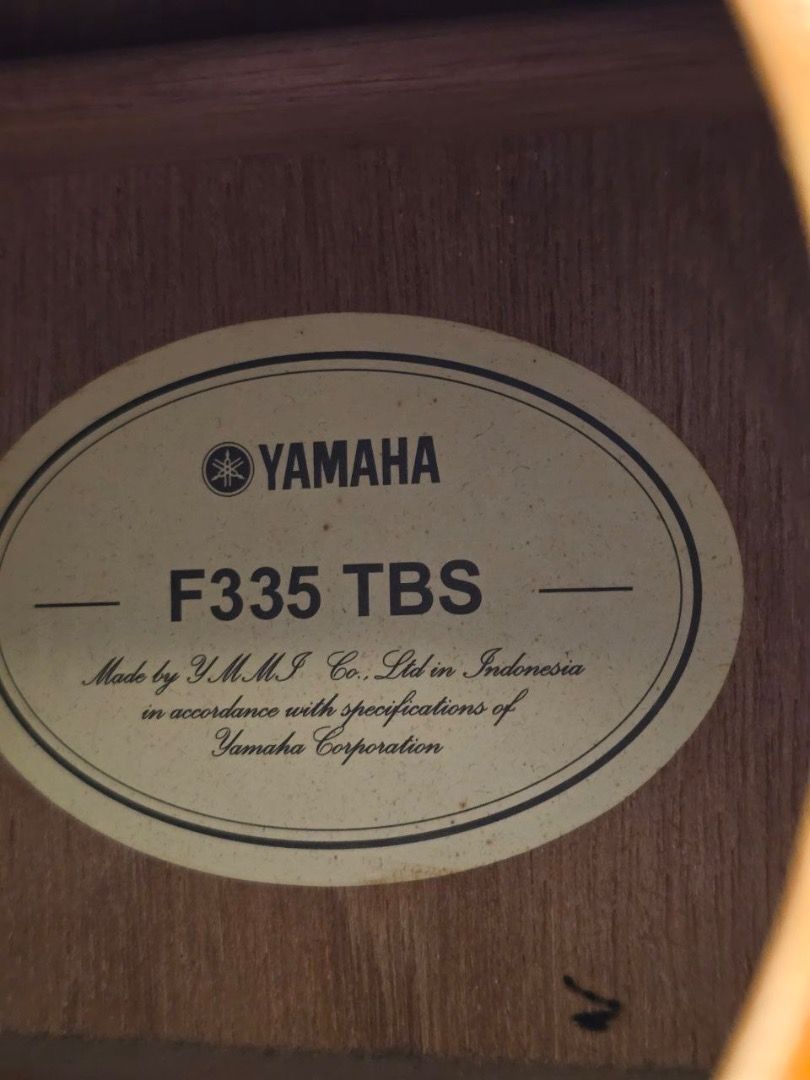 YAMAHA
F335 TBS
Made by YMMI Co., Ltd in Indonesia
in accordance with specifications of
Yamaha Corporation